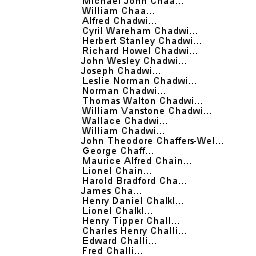 Michael John Chaa...
William Chaa...
Alfred Chadwi...
Cyril Wareham Chadwi...
Herbert Stanley Chadwi...
Richard Howel Chadwi...
John Wesley Chadwi...
Joseph Chadwi...
Leslie Norman Chadwi...
Norman Chadwi...
Thomas Walton Chadwi...
William Vanstone Chadwi...
Wallace Chadwi...
William Chadwi...
John Theodore Chaffers-Wel...
George Chaff...
Maurice Alfred Chain...
Lionel Chain...
Harold Bradford Cha...
James Cha...
Henry Daniel Chalkl...
Lionel Chalkl...
Henry Tipper Chall...
Charles Henry Challi...
Edward Challi...
Fred Challi...